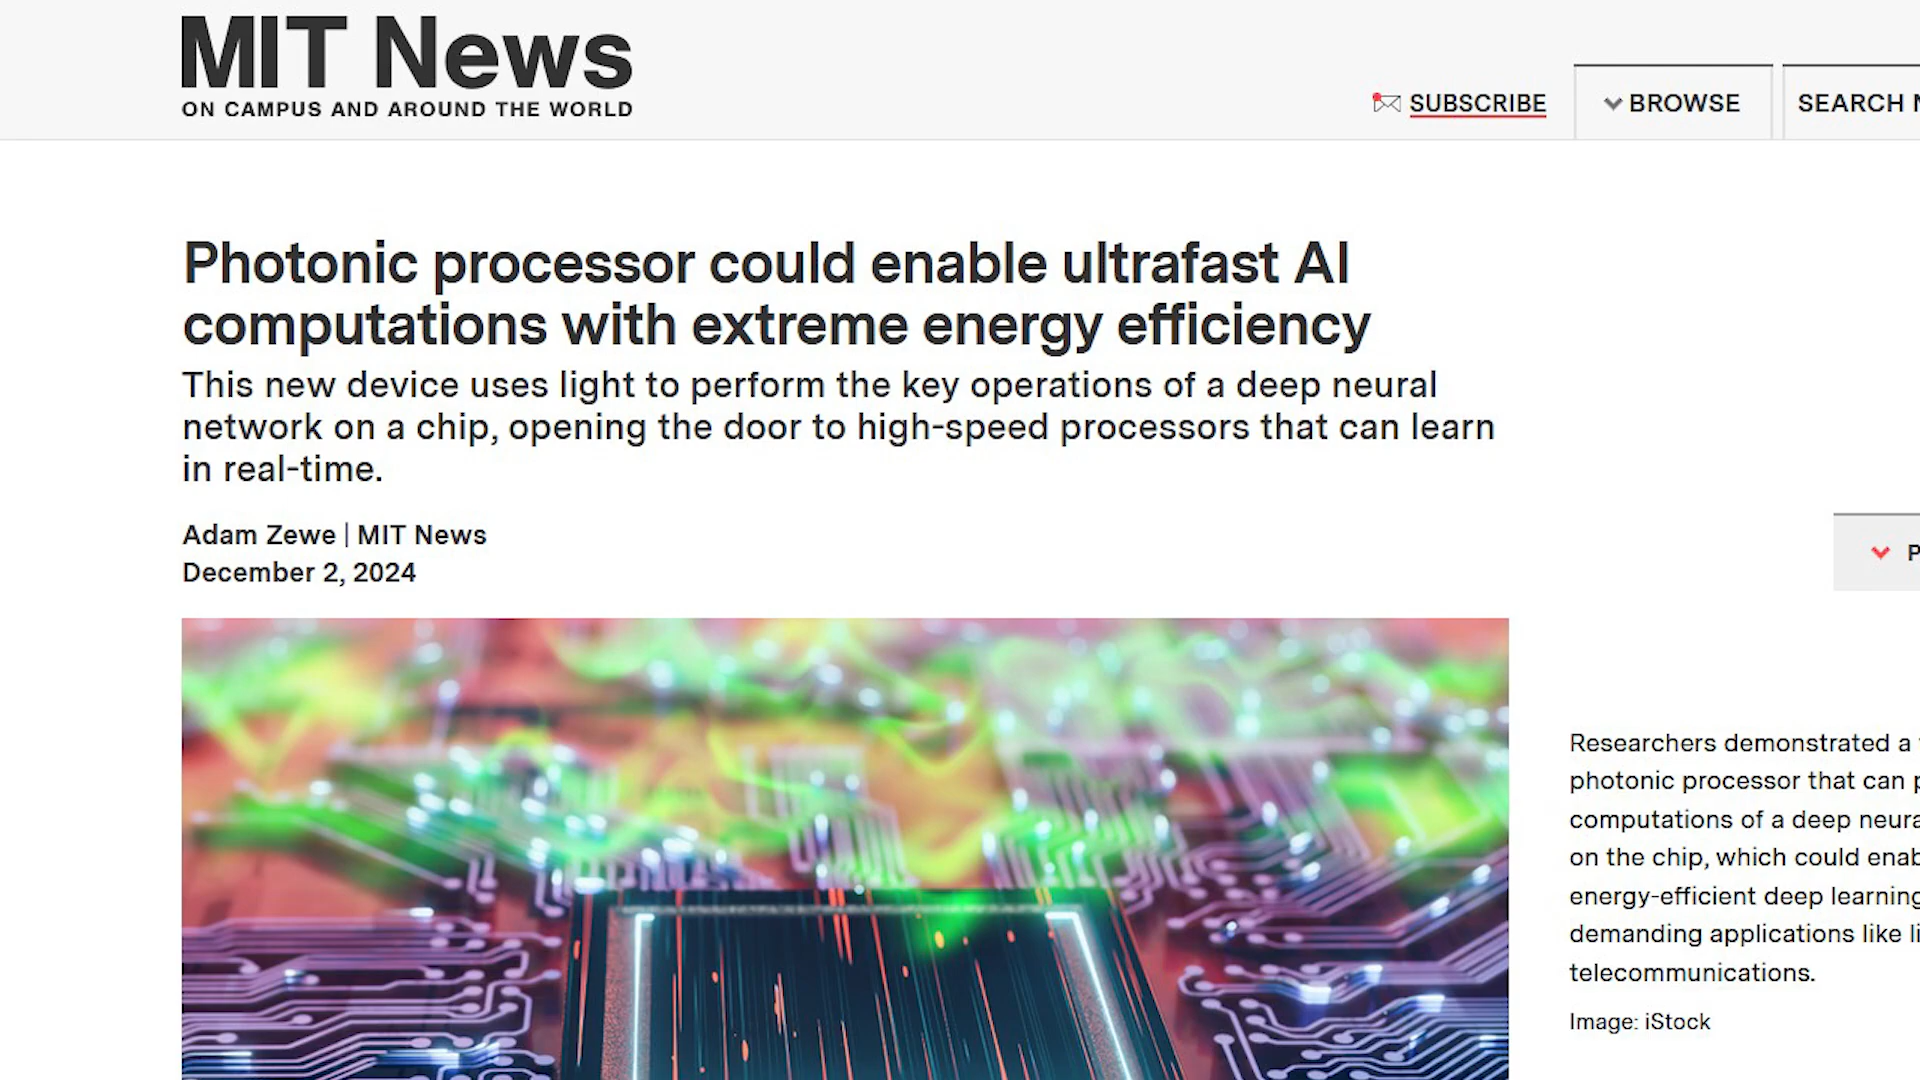 MIT News
ON CAMPUS AND AROUND THE WORLD
SUBSCRIBE
BROWSE
SEARCH
Photonic processor could enable ultrafast AI
computations with extreme energy efficiency
This new device uses light to perform the key operations of a deep neural
network on a chip, opening the door to high-speed processors that can learn
in real-time.
Adam Zewe | MIT News
December 2, 2024
Researchers demonstrated a
photonic processor that can
computations of a deep
on the chip, which could
energy-efficient deep learning
demanding applications like
telecommunications.
Image: iStock